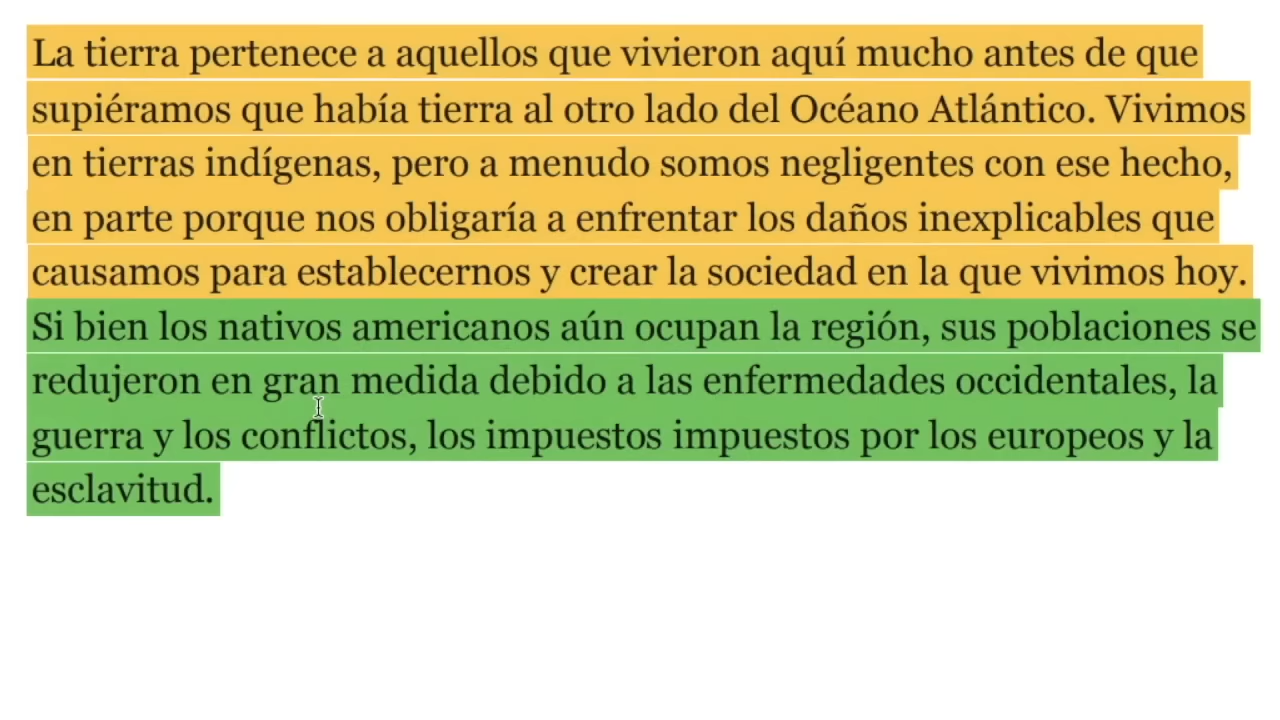 La tierra pertenece a aquellos que vivieron aquí mucho antes de que
supiéramos que había tierra al otro lado del Océano Atlántico. Vivimos
en tierras indígenas, pero a menudo somos negligentes con ese hecho,
en parte porque nos obligaría a enfrentar los daños inexplicables que
causamos para establecernos y crear la sociedad en la que vivimos hoy.
Si bien los nativos americanos aún ocupan la región, sus poblaciones se
redujeron en gran medida debido a las enfermedades occidentales, la
guerra y los conflictos, los impuestos impuestos por los europeos y la
esclavitud.